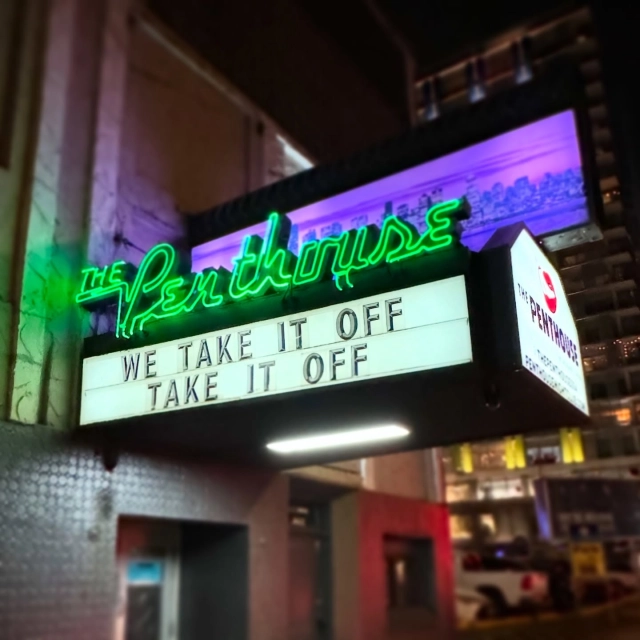 THE Penthouse
WE TAKE IT OFF
TAKE IT OFF
THE
PENTHOUSE